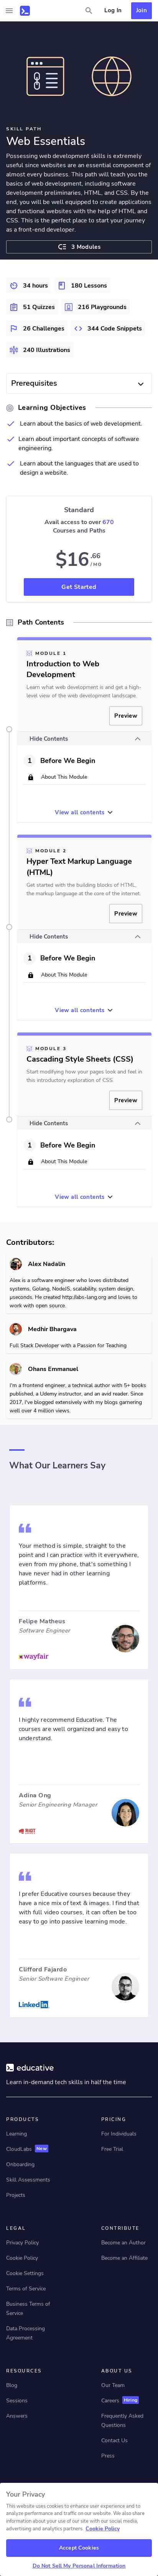 Log In
Join
SKILL PATH
Web Essentials
Possessing web essential skills is extremely
useful since websites are an essential component
of almost every business. This path will teach you the
basics of web development, including software
development preliminaries, HTML, and CSS. By the
end, you will be well equipped to create applications
and functional websites with the help of HTML and
CSS. This is the perfect place to start your journey
as a front-end developer.
3 Modules
34 hours
180 Lessons
51 Quizzes
216 Playgrounds
26 Challenges
344 Code Snippets
240 Illustrations
Prerequisites
Learning Objectives
Learn about the basics of web development.
Learn about important concepts of software
engineering.
Learn about the languages that are used to
design a website.
Standard
Avail access to over 670
Courses and Paths
$16.66
/MO
Get Started
Path Contents
MODULE 1
Introduction to Web
Development
Learn what web development is and get a high-
level view of the web development landscape.
Preview
Hide Contents
1 Before We Begin
About This Module
View all contents
MODULE 2
Hyper Text Markup Language
(HTML)
Get started with the building blocks of HTML,
the markup language at the core of the internet.
Preview
Hide Contents
1 Before We Begin
About This Module
View all contents
MODULE 3
Cascading Style Sheets (CSS)
Start modifying how your pages look and feel in
this introductory exploration of CSS
Preview
Hide Contents
1 Before We Begin
About This Module
View all contents
Contributors:
Alex Nadalin
Alex is a software engineer who loves distributed
systems, Golang, NodeJS, scalability, system design,
javascript. He created http://labs-lang.org and loves to
work with open source.
Medhir Bhargava
Full Stack Developer with a Passion for Teaching
Ohans Emmanuel
I'm a frontend engineer, a technical author with 5+ books
published, a Udemy instructor, and an avid reader. Since
2017, I've blogged extensively with my blogs garnering
well over 4 million views.
What Our Learners Say
Your method is simple, straight to the
point and I can practice with it everywhere,
even from my phone, that's something I
have never had in other learning
platforms.
Felipe Matheus
Software Engineer
wayfair
I highly recommend Educative. The
courses are well organized and easy to
understand.
Adina Ong
Senior Engineering Manager
RIOT
I prefer Educative courses because they
have a nice mix of text & images. I find that
with full video courses, it can often be too
easy to go into passive learning mode.
Clifford Fajardo
Senior Software Engineer
Linked in
educative
Learn in-demand tech skills in half the time
PRODUCTS
PRICING
Learning
For Individuals
CloudLabs New
Free Trial
Onboarding
Skill Assessments
Projects
LEGAL
CONTRIBUTE
Privacy Policy
Become an Author
Cookie Policy
Become an Affiliate
Cookie Settings
Terms of Service
Business Terms of
Service
Data Processing
Agreement
RESOURCES
ABOUT US
Blog
Our Team
Sessions
Careers Hiring
Answers
Frequently Asked
Questions
Contact Us
Press
Your Privacy
We use cookies to ensure you get the best experience and
to analyze performance and traffic on our website. We also
share information about your use of our site with our social
media, advertising and analytics partners. Cookie Policy
Accept Cookies
Do Not Sell My Personal Information